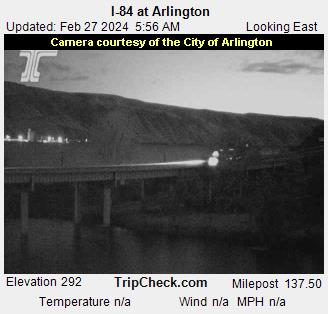 I-84 at Arlington
Updated: Feb 27 2024 5:56 AM Looking East
Camera courtesy of the City of Arlington
Elevation 292 TripCheck.com Milepost 137.50
Temperature n/a Wind n/a MPH n/a